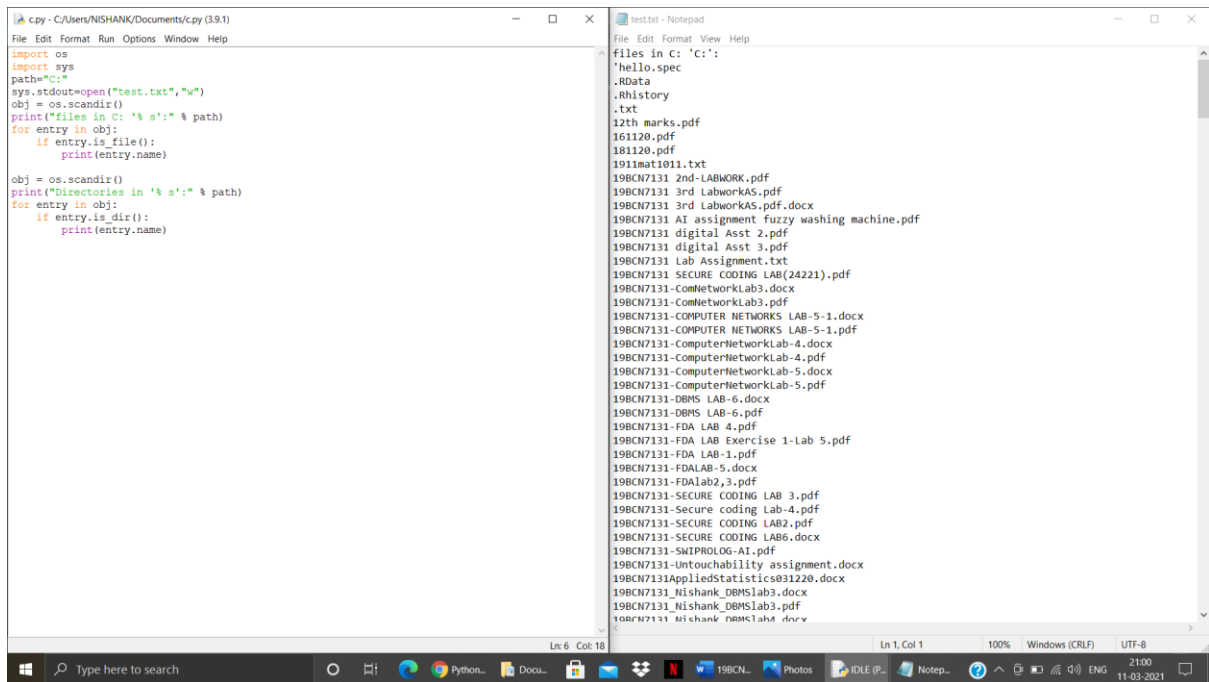 c.py - C:/Users/NISHANK/Documents/c.py (3.9.1)
File Edit Format Run Options Window Help
import os
import sys
path="C:"
sys.stdout=open("test.txt","w")
obj = os.scandir()
print("files in C: '% s':" % path)
for entry in obj:
    if entry.is_file():
        print(entry.name)

obj = os.scandir()
print("Directories in '% s':" % path)
for entry in obj:
    if entry.is_dir():
        print(entry.name)
Ln: 6 Col: 18
test.txt - Notepad
File Edit Format View Help
files in C: 'C:':
'hello.spec
.RData
.Rhistory
.txt
12th marks.pdf
161120.pdf
181120.pdf
1911mat1011.txt
19BCN7131 2nd-LABWORK.pdf
19BCN7131 3rd LabworkAS.pdf
19BCN7131 3rd LabworkAS.pdf.docx
19BCN7131 AI assignment fuzzy washing machine.pdf
19BCN7131 digital Asst 2.pdf
19BCN7131 digital Asst 3.pdf
19BCN7131 Lab Assignment.txt
19BCN7131 SECURE CODING LAB(24221).pdf
19BCN7131-ComNetworkLab3.docx
19BCN7131-ComNetworkLab3.pdf
19BCN7131-COMPUTER NETWORKS LAB-5-1.docx
19BCN7131-COMPUTER NETWORKS LAB-5-1.pdf
19BCN7131-ComputerNetworkLab-4.docx
19BCN7131-ComputerNetworkLab-4.pdf
19BCN7131-ComputerNetworkLab-5.docx
19BCN7131-ComputerNetworkLab-5.pdf
19BCN7131-DBMS LAB-6.docx
19BCN7131-DBMS LAB-6.pdf
19BCN7131-FDA LAB 4.pdf
19BCN7131-FDA LAB Exercise 1-Lab 5.pdf
19BCN7131-FDA LAB-1.pdf
19BCN7131-FDALAB-5.docx
19BCN7131-FDAlab2,3.pdf
19BCN7131-SECURE CODING LAB 3.pdf
19BCN7131-Secure coding Lab-4.pdf
19BCN7131-SECURE CODING LAB2.pdf
19BCN7131-SECURE CODING LAB6.docx
19BCN7131-SWIPROLOG-AI.pdf
19BCN7131-Untouchability assignment.docx
19BCN7131AppliedStatistics031220.docx
19BCN7131_Nishank_DBMSlab3.docx
19BCN7131_Nishank_DBMSlab3.pdf
19BCN7131 Nishank DBMSlab4 docx
Ln 1, Col 1 100% Windows (CRLF) UTF-8
Type here to search Python... Docu... 19BCN... Photos IDLE (P... Notep... ENG 21:00
11-03-2021